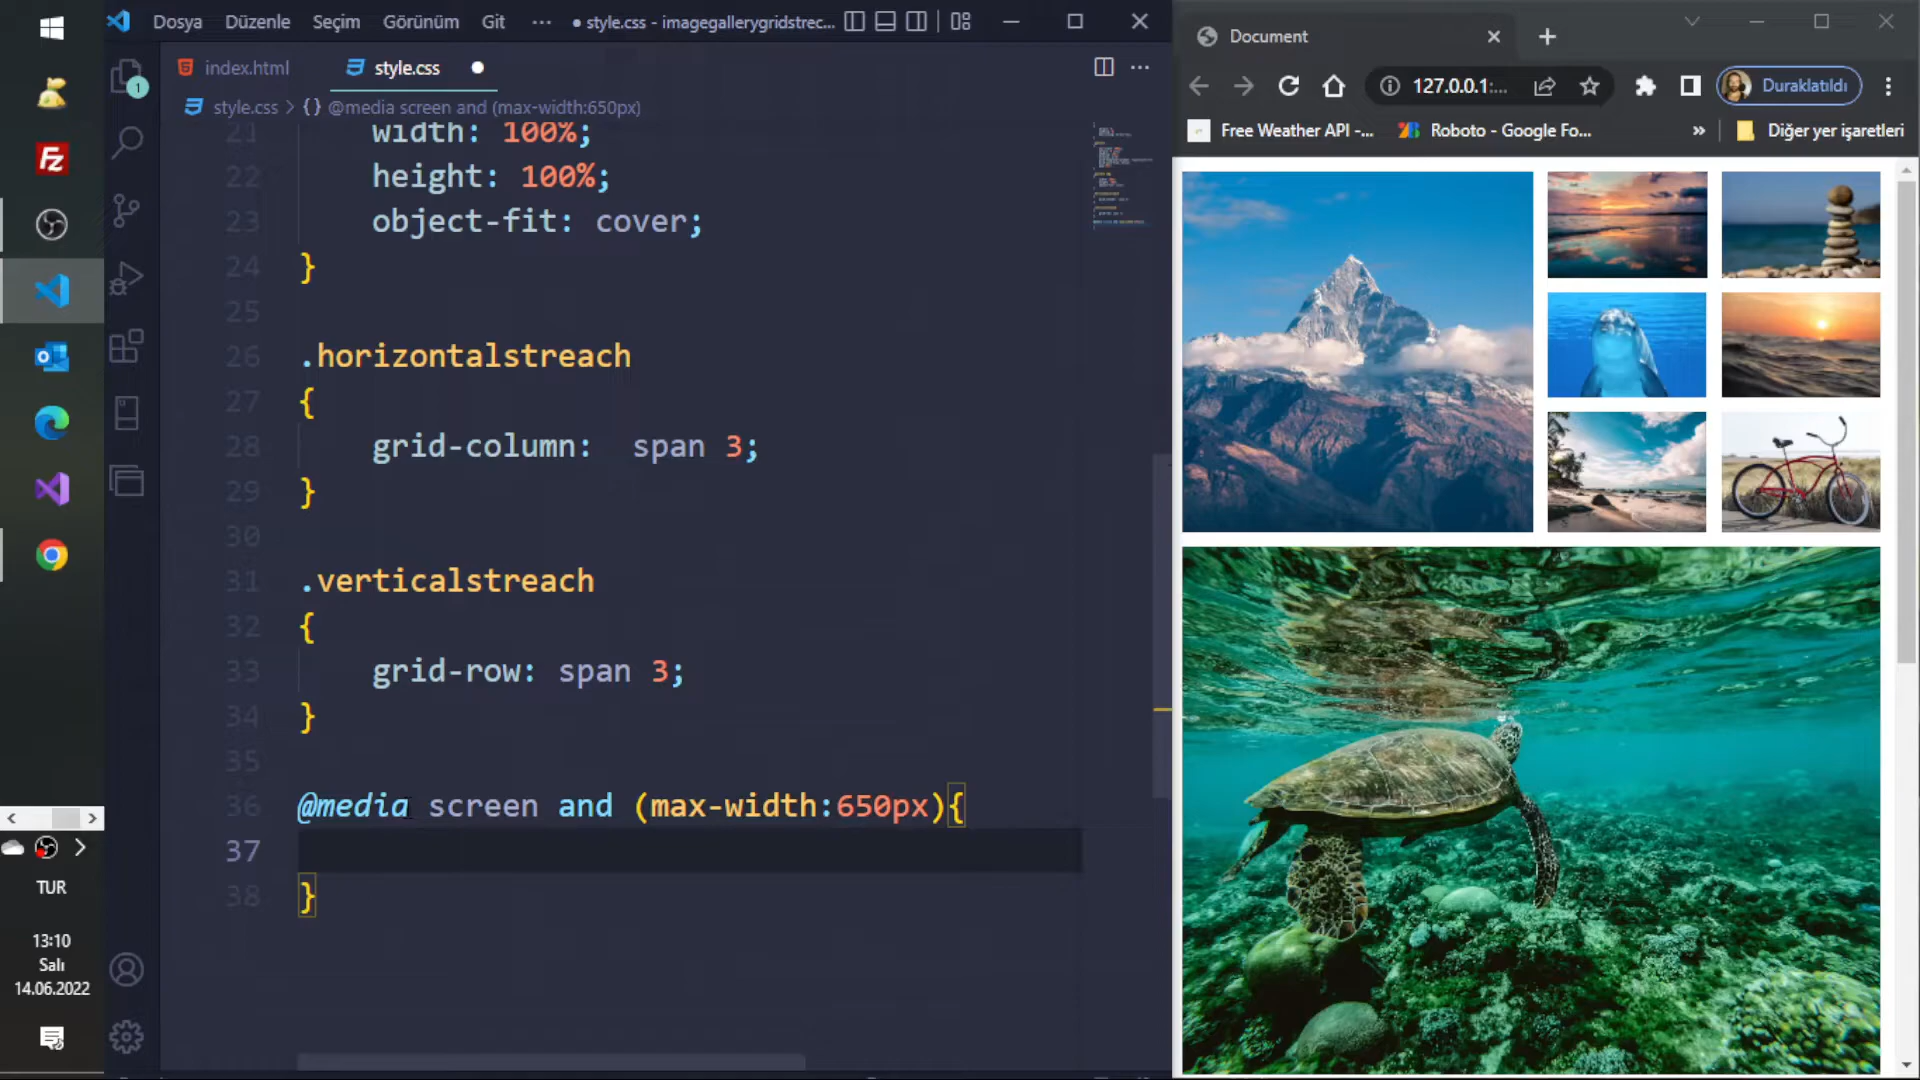 Dosya Düzenle Seçim Görünüm Git ··· ● style.css - imagegallerygridstrec...
index.html style.css
style.css > {} @media screen and (max-width:650px)
21 width: 100%;
22 height: 100%;
23 object-fit: cover;
24 }
25
26 .horizontalstreach
27 {
28 grid-column:  span 3;
29 }
30
31 .verticalstreach
32 {
33 grid-row: span 3;
34 }
35
36 @media screen and (max-width:650px){
37
38 }
1
Fz
TUR
13:10
Salı
14.06.2022
Document
127.0.0.1:...
Duraklatıldı
Free Weather API -... Roboto - Google Fo... » Diğer yer işaretleri